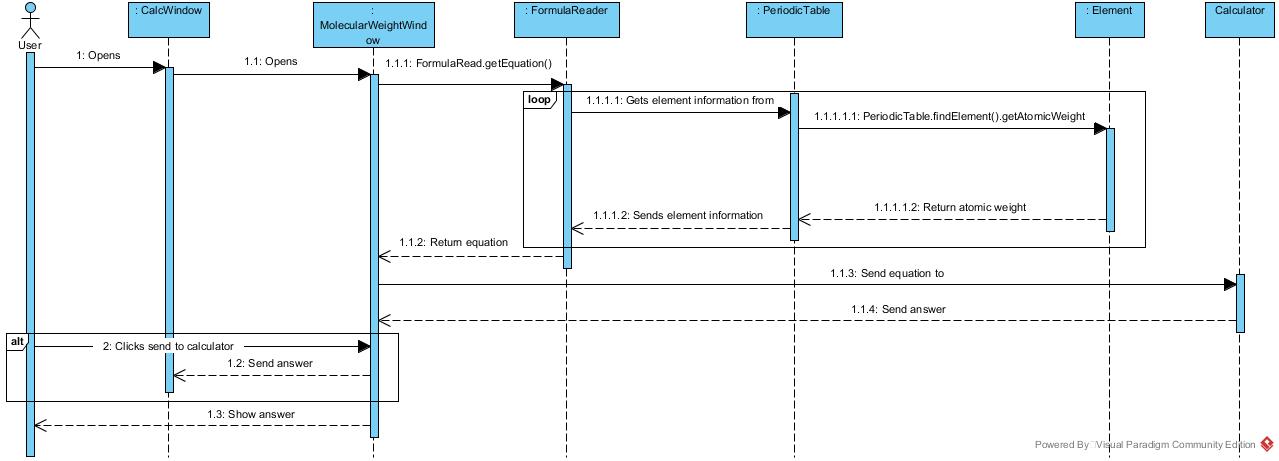 : CalcWindow
:
MolecularWeightWind
ow
: FormulaReader
: PeriodicTable
: Element
Calculator
User
1: Opens
1.1: Opens
1.1.1: FormulaRead.getEquation()
loop
1.1.1.1: Gets element information from
1.1.1.1.1: PeriodicTable.findElement().getAtomicWeight
1.1.1.1.2: Return atomic weight
1.1.1.2: Sends element information
1.1.2: Return equation
1.1.3: Send equation to
1.1.4: Send answer
alt
2: Clicks send to calculator
1.2: Send answer
1.3: Show answer
Powered By Visual Paradigm Community Edition